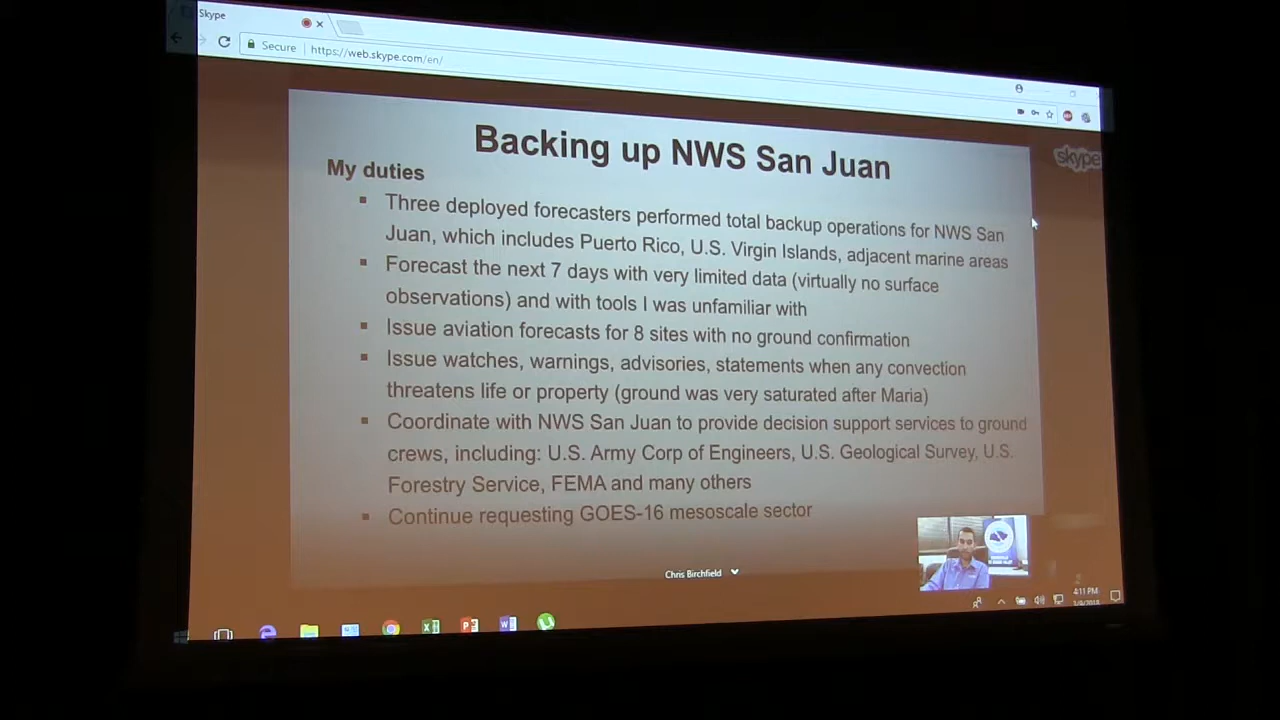 Skype
Secure
https://web.skype.com/en/
skype
Backing up NWS San Juan
My duties
Three deployed forecasters performed total backup operations for NWS San
Juan, which includes Puerto Rico, U.S. Virgin Islands, adjacent marine areas
Forecast the next 7 days with very limited data (virtually no surface
observations) and with tools I was unfamiliar with
Issue aviation forecasts for 8 sites with no ground confirmation
Issue watches, warnings, advisories, statements when any convection
threatens life or property (ground was very saturated after Maria)
Coordinate with NWS San Juan to provide decision support services to ground
crews, including: U.S. Army Corp of Engineers, U.S. Geological Survey, U.S.
Forestry Service, FEMA and many others
Continue requesting GOES-16 mesoscale sector
Chris Birchfield
4:11 PM